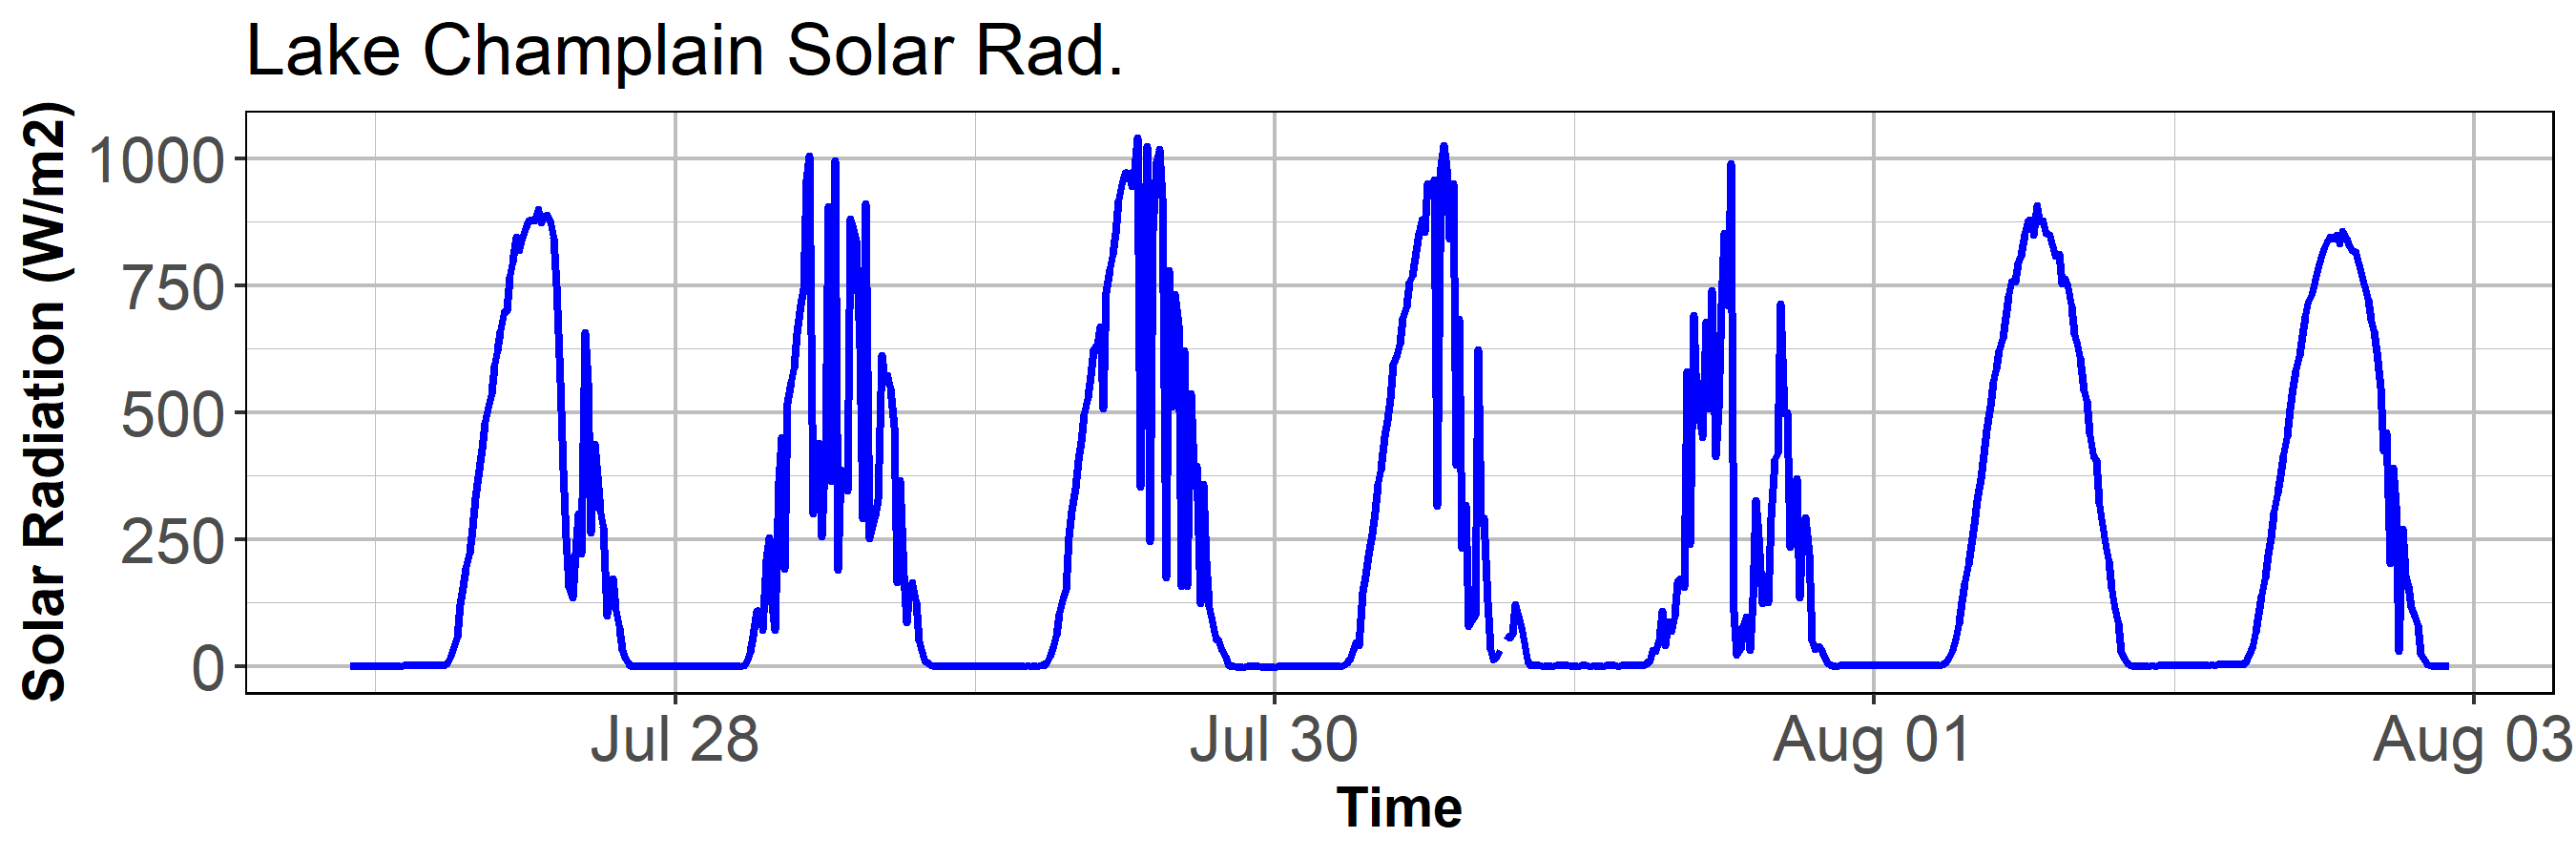 Lake Champlain Solar Rad.
Solar Radiation (W/m2)
1000
750
500
250
0
Jul 28 Jul 30 Aug 01 Aug 03
Time